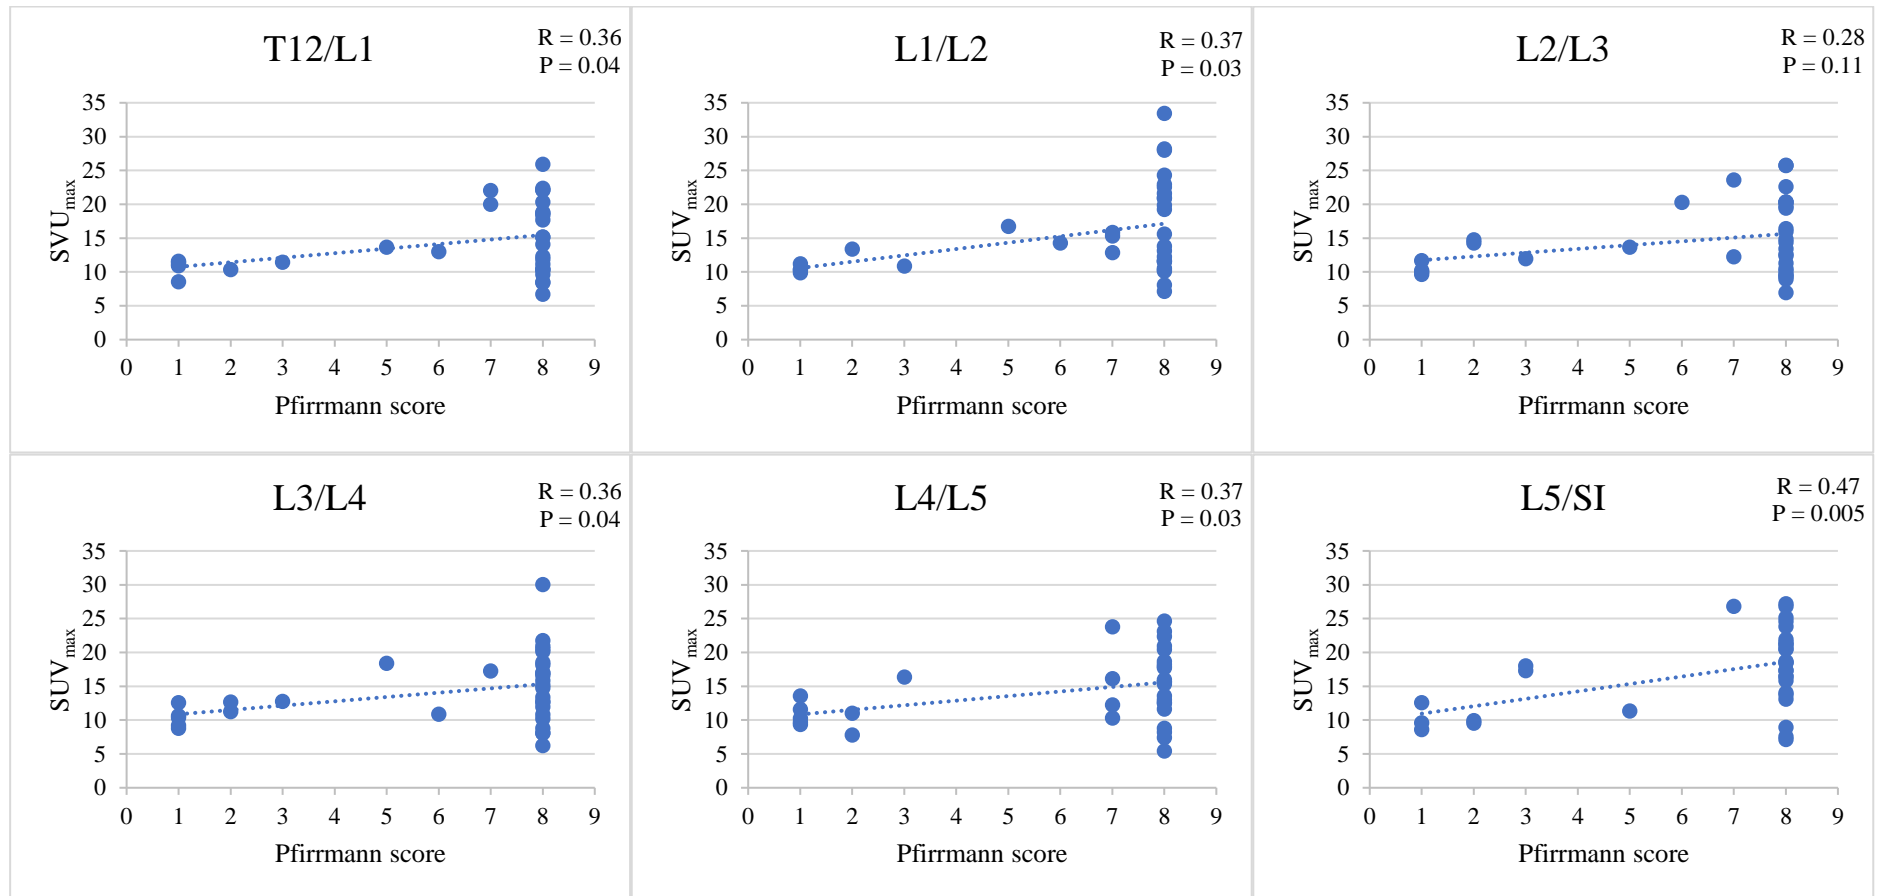 T12/L1
R = 0.36
P = 0.04
SVUmax
35
30
25
20
15
10
5
0
0 1 2 3 4 5 6 7 8 9
Pfirrmann score
L1/L2
R = 0.37
P = 0.03
SUVmax
35
30
25
20
15
10
5
0
0 1 2 3 4 5 6 7 8 9
Pfirrmann score
L2/L3
R = 0.28
P = 0.11
SUVmax
35
30
25
20
15
10
5
0
0 1 2 3 4 5 6 7 8 9
Pfirrmann score
L3/L4
R = 0.36
P = 0.04
SUVmax
35
30
25
20
15
10
5
0
0 1 2 3 4 5 6 7 8 9
Pfirrmann score
L4/L5
R = 0.37
P = 0.03
SUVmax
35
30
25
20
15
10
5
0
0 1 2 3 4 5 6 7 8 9
Pfirrmann score
L5/SI
R = 0.47
P = 0.005
SUVmax
35
30
25
20
15
10
5
0
0 1 2 3 4 5 6 7 8 9
Pfirrmann score